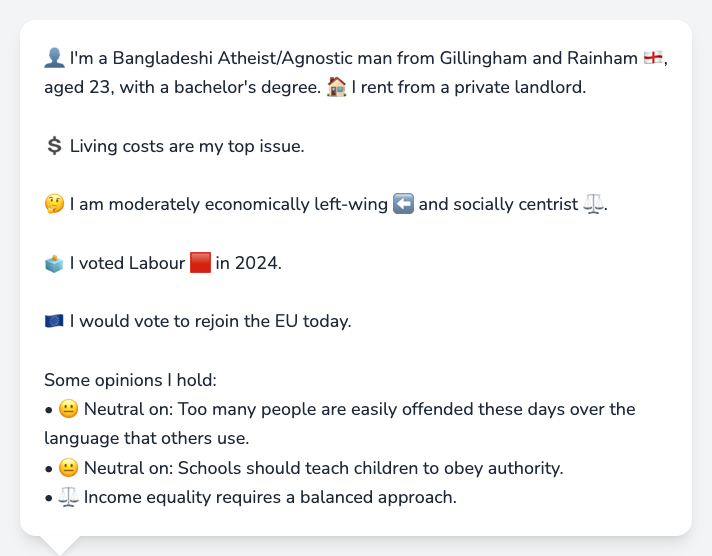 👤 I'm a Bangladeshi Atheist/Agnostic man from Gillingham and Rainham 🏴󠁧󠁢󠁥󠁮󠁧󠁿,
aged 23, with a bachelor's degree. 🏠 I rent from a private landlord.
💲 Living costs are my top issue.
🤔 I am moderately economically left-wing ⬅️ and socially centrist ⚖️.
🗳️ I voted Labour 🟥 in 2024.
🇪🇺 I would vote to rejoin the EU today.
Some opinions I hold:
• 😐 Neutral on: Too many people are easily offended these days over the
language that others use.
• 😐 Neutral on: Schools should teach children to obey authority.
• ⚖️ Income equality requires a balanced approach.